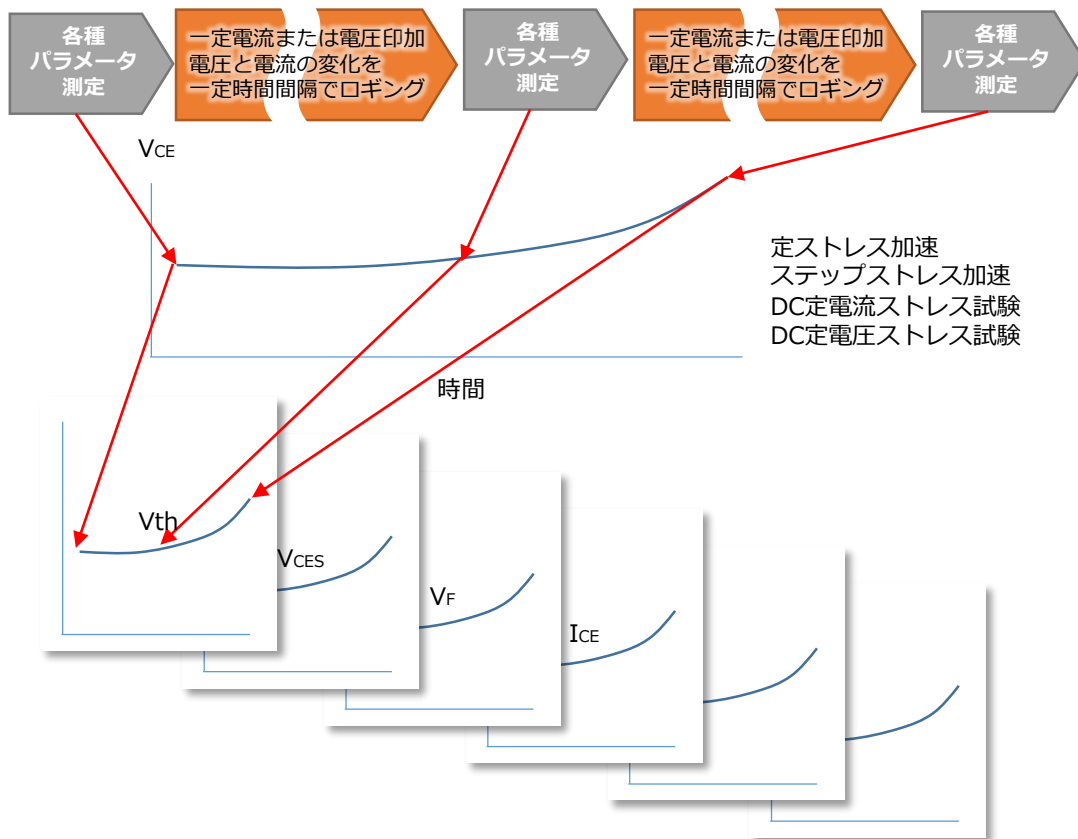 各種
パラメータ
測定
一定電流または電圧印加
電圧と電流の変化を
一定時間間隔でロギング
各種
パラメータ
測定
一定電流または電圧印加
電圧と電流の変化を
一定時間間隔でロギング
各種
パラメータ
測定
VCE
定ストレス加速
ステップストレス加速
DC定電流ストレス試験
DC定電圧ストレス試験
時間
Vth
VCES
VF
ICE